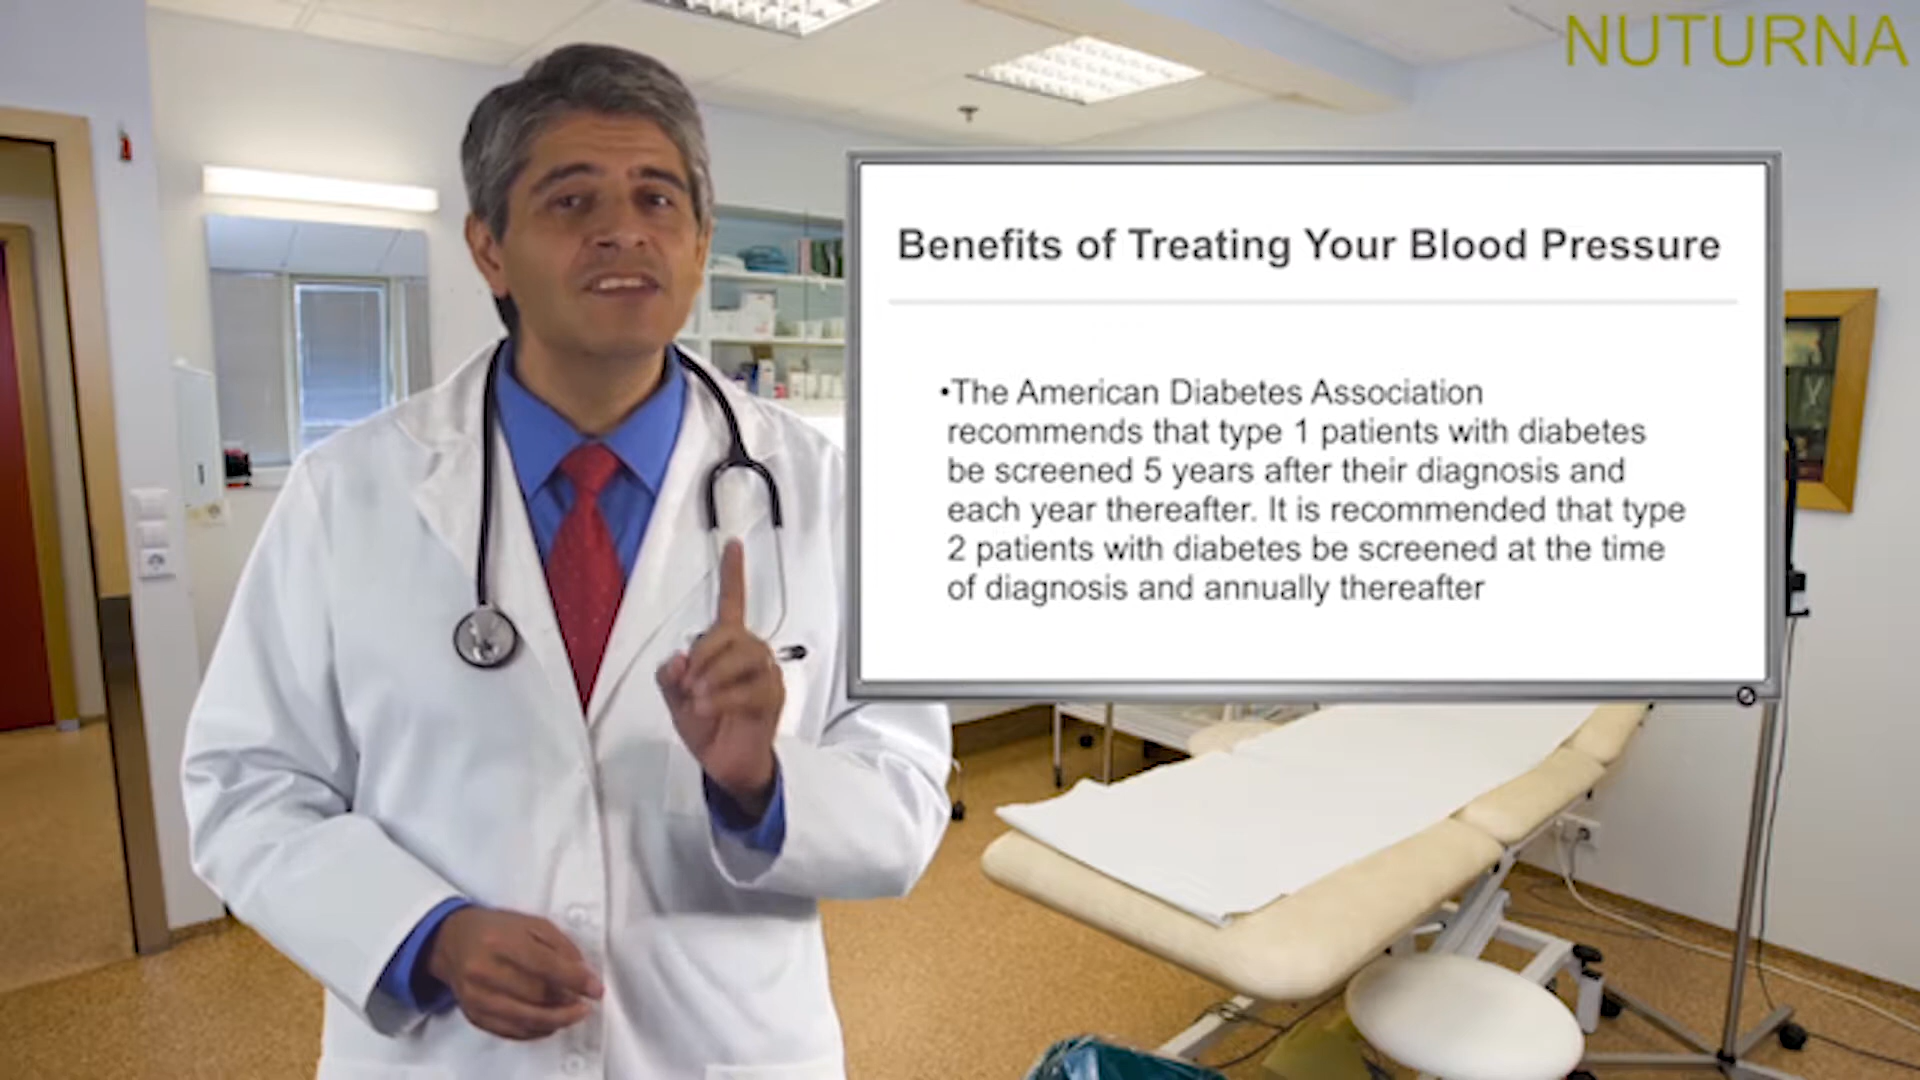 NUTURNA
Benefits of Treating Your Blood Pressure
•The American Diabetes Association
recommends that type 1 patients with diabetes
be screened 5 years after their diagnosis and
each year thereafter. It is recommended that type
2 patients with diabetes be screened at the time
of diagnosis and annually thereafter